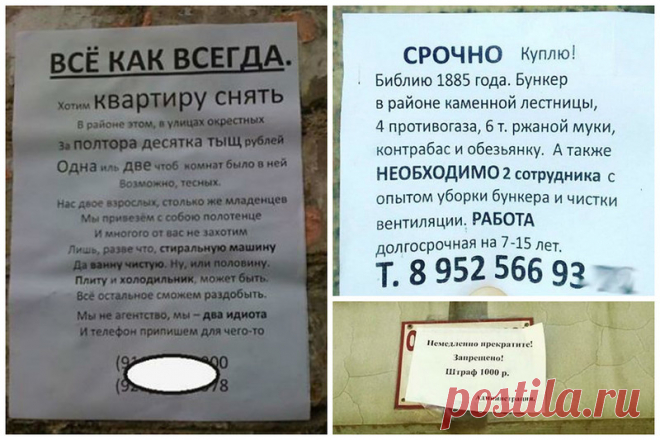 ВСЁ КАК ВСЕГДА.
Хотим квартиру снять
В районе этом, в улицах окрестных
За полтора десятка тыщ рублей
Одна иль две чтоб комнат было в ней
Возможно, тесных.
Нас двое взрослых, столько же младенцев
Мы привезём с собою полотенце
И многого от вас не захотим
Лишь, разве что, стиральную машину
Да ванну чистую. Ну, или половину.
Плиту и холодильник, может быть.
Всё остальное сможем раздобыть.
Мы не агентство, мы – два идиота
И телефон припишем для чего-то
СРОЧНО Куплю!
Библию 1885 года. Бункер
в районе каменной лестницы,
4 противогаза, 6 т. ржаной муки,
контрабас и обезьянку. А также
НЕОБХОДИМО 2 сотрудника с
опытом уборки бункера и чистки
вентиляции. РАБОТА
долгосрочная на 7-15 лет.
Т. 8 952 566 93
Немедленно прекратите!
Запрещено!
Штраф 1000 р.
Администрация.
postila.ru